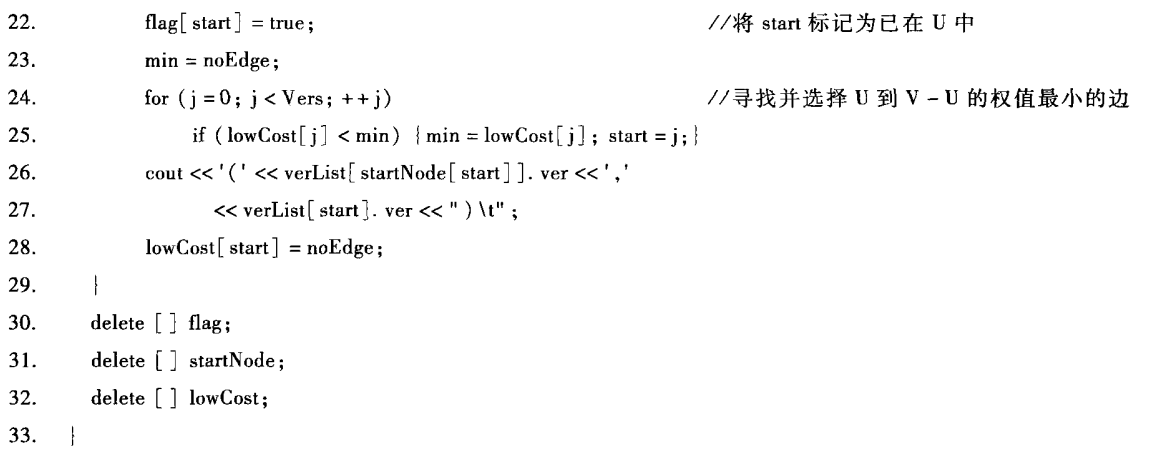 22. flag[ start ] = true; //将 start 标记为已在 U 中
23. min = noEdge;
24. for ( j = 0; j < Vers; ++j) //寻找并选择 U 到 V - U 的权值最小的边
25. if ( lowCost[ j ] < min) { min = lowCost[ j ]; start = j; }
26. cout << '(' << verList[ startNode[ start ] ]. ver << ','
27. << verList[ start ]. ver << " ) \t" ;
28. lowCost[ start ] = noEdge;
29. }
30. delete [ ] flag;
31. delete [ ] startNode;
32. delete [ ] lowCost;
33. }